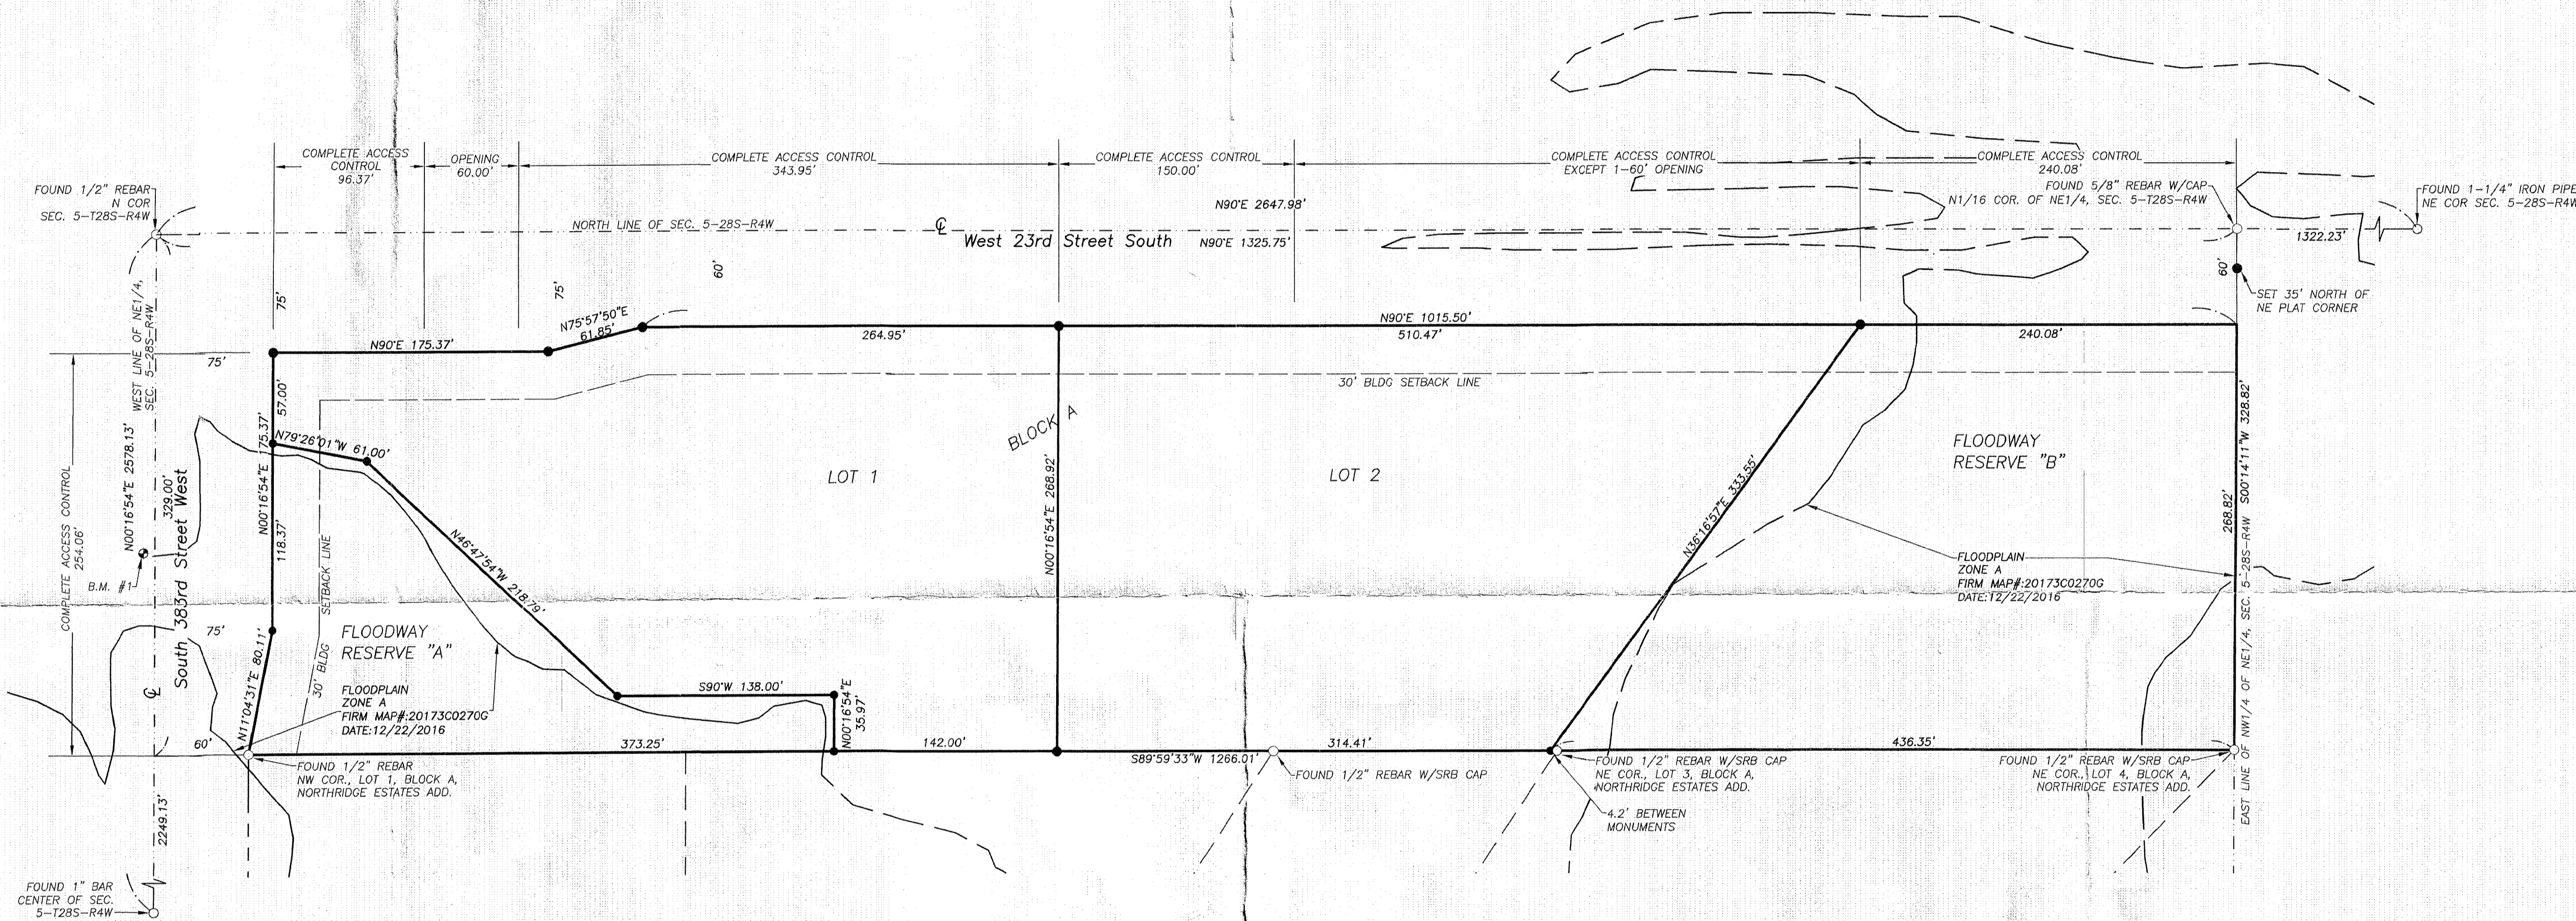 COMPLETE ACCESS
CONTROL
96.37'
OPENING
60.00'
COMPLETE ACCESS CONTROL
343.95'
COMPLETE ACCESS CONTROL
150.00'
COMPLETE ACCESS CONTROL
EXCEPT 1-60' OPENING
COMPLETE ACCESS CONTROL
240.08'
FOUND 1/2" REBAR
N COR
SEC. 5-T28S-R4W
FOUND 5/8" REBAR W/CAP
N1/16 COR. OF NE1/4, SEC. 5-T28S-R4W
FOUND 1-1/4" IRON PIPE
NE COR SEC. 5-28S-R4W
N90°E 2647.98'
NORTH LINE OF SEC. 5-28S-R4W
℄
West 23rd Street South
N90°E 1325.75'
1322.23'
60'
SET 35' NORTH OF
NE PLAT CORNER
WEST LINE OF NE1/4,
SEC. 5-28S-R4W
75'
75'
60'
N75°57'50"E
61.85'
N90°E 175.37'
264.95'
N90°E 1015.50'
510.47'
240.08'
75'
57.00'
30' BLDG SETBACK LINE
N00°16'54"E 175.37'
N79°26'01"W 61.00'
BLOCK A
LOT 1
LOT 2
FLOODWAY
RESERVE "B"
N00°16'54"E 2578.13'
329.00'
South 383rd Street West
℄
COMPLETE ACCESS CONTROL
254.06'
B.M. #1
118.37'
30' BLDG SETBACK LINE
N46°47'54"W 218.79'
N00°16'54"E 268.92'
N36°16'57"E 333.55'
268.82'
S00°14'11"W 328.82'
EAST LINE OF NW1/4 OF NE1/4, SEC. 5-28S-R4W
FLOODPLAIN
ZONE A
FIRM MAP#:20173C0270G
DATE:12/22/2016
75'
N11°04'31"E 80.11'
FLOODWAY
RESERVE "A"
FLOODPLAIN
ZONE A
FIRM MAP#:20173C0270G
DATE:12/22/2016
S90°W 138.00'
N00°16'54"E
35.97'
60'
373.25'
142.00'
S89°59'33"W 1266.01'
314.41'
436.35'
FOUND 1/2" REBAR
NW COR., LOT 1, BLOCK A,
NORTHRIDGE ESTATES ADD.
FOUND 1/2" REBAR W/SRB CAP
FOUND 1/2" REBAR W/SRB CAP
NE COR., LOT 3, BLOCK A,
NORTHRIDGE ESTATES ADD.
FOUND 1/2" REBAR W/SRB CAP
NE COR., LOT 4, BLOCK A,
NORTHRIDGE ESTATES ADD.
4.2' BETWEEN
MONUMENTS
2249.13'
FOUND 1" BAR
CENTER OF SEC.
5-T28S-R4W